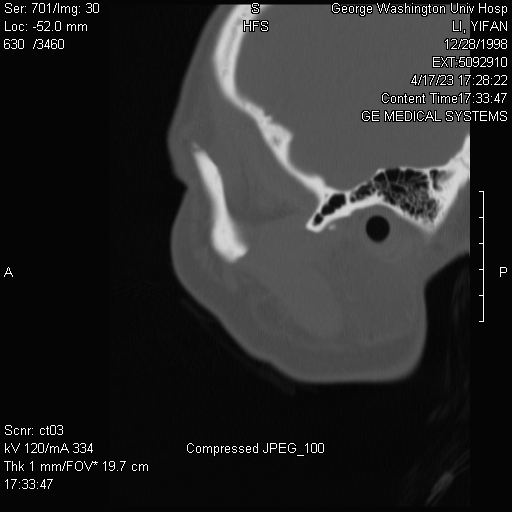 Ser: 701/Img: 30
Loc: -52.0 mm
630 /3460
S
HFS
George Washington Univ Hosp
LI, YIFAN
12/28/1998
EXT:5092910
4/17/23 17:28:22
Content Time17:33:47
GE MEDICAL SYSTEMS
A
P
Scnr: ct03
kV 120/mA 334
Thk 1 mm/FOV* 19.7 cm
17:33:47
Compressed JPEG_100